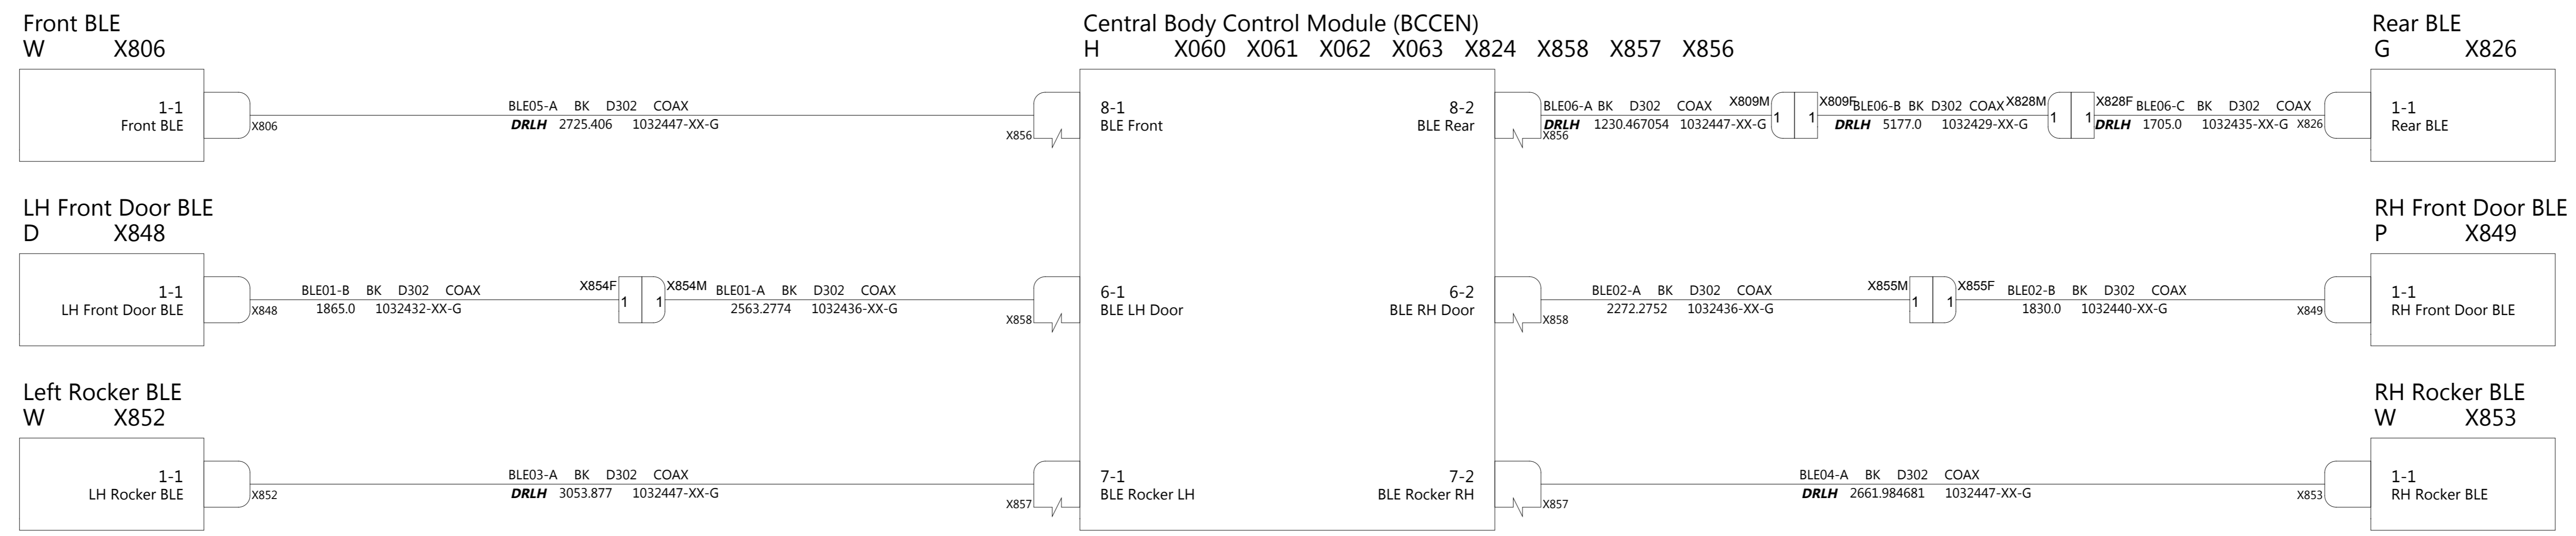 Front BLE
W X806
1-1
Front BLE
X806
BLE05-A BK D302 COAX
DRLH 2725.406 1032447-XX-G
X856
Central Body Control Module (BCCEN)
H X060 X061 X062 X063 X824 X858 X857 X856
8-1
BLE Front
8-2
BLE Rear
X856
BLE06-A BK D302 COAX
DRLH 1230.467054 1032447-XX-G
X809M
1
1
X809F
BLE06-B BK D302 COAX
DRLH 5177.0 1032429-XX-G
X828M
1
1
X828F
BLE06-C BK D302 COAX
DRLH 1705.0 1032435-XX-G
X826
Rear BLE
G X826
1-1
Rear BLE
LH Front Door BLE
D X848
1-1
LH Front Door BLE
X848
BLE01-B BK D302 COAX
1865.0 1032432-XX-G
X854F
1
1
X854M
BLE01-A BK D302 COAX
2563.2774 1032436-XX-G
X858
6-1
BLE LH Door
6-2
BLE RH Door
X858
BLE02-A BK D302 COAX
2272.2752 1032436-XX-G
X855M
1
1
X855F
BLE02-B BK D302 COAX
1830.0 1032440-XX-G
X849
RH Front Door BLE
P X849
1-1
RH Front Door BLE
Left Rocker BLE
W X852
1-1
LH Rocker BLE
X852
BLE03-A BK D302 COAX
DRLH 3053.877 1032447-XX-G
X857
7-1
BLE Rocker LH
7-2
BLE Rocker RH
X857
BLE04-A BK D302 COAX
DRLH 2661.984681 1032447-XX-G
X853
RH Rocker BLE
W X853
1-1
RH Rocker BLE